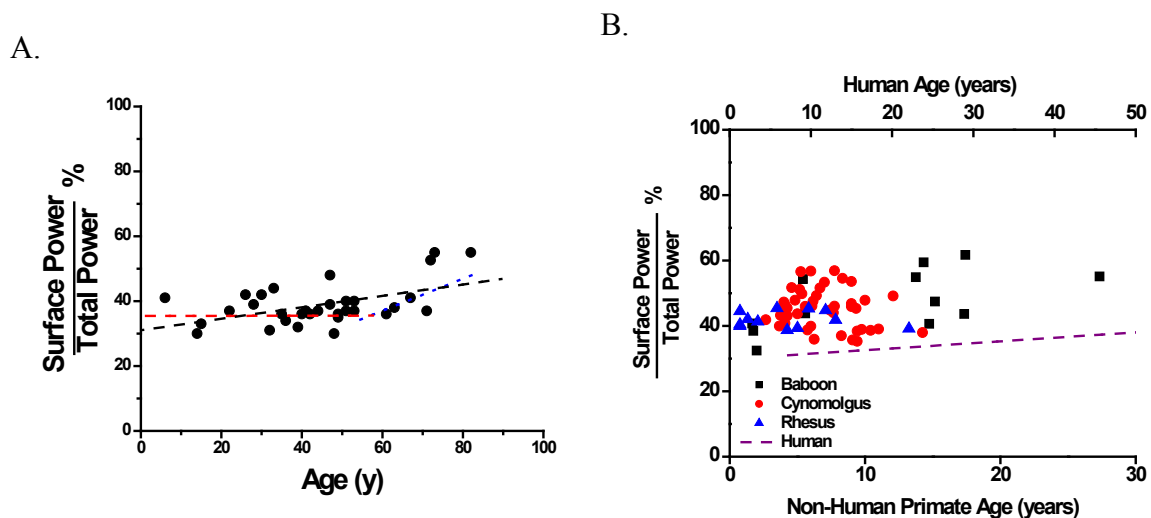 A.
100
80
60
40
20
0
Surface Power
Total Power
%
0 20 40 60 80 100
Age (y)
B.
Human Age (years)
0 10 20 30 40 50
100
80
60
40
20
0
Surface Power
Total Power
%
Baboon
Cynomolgus
Rhesus
Human
0 10 20 30
Non-Human Primate Age (years)